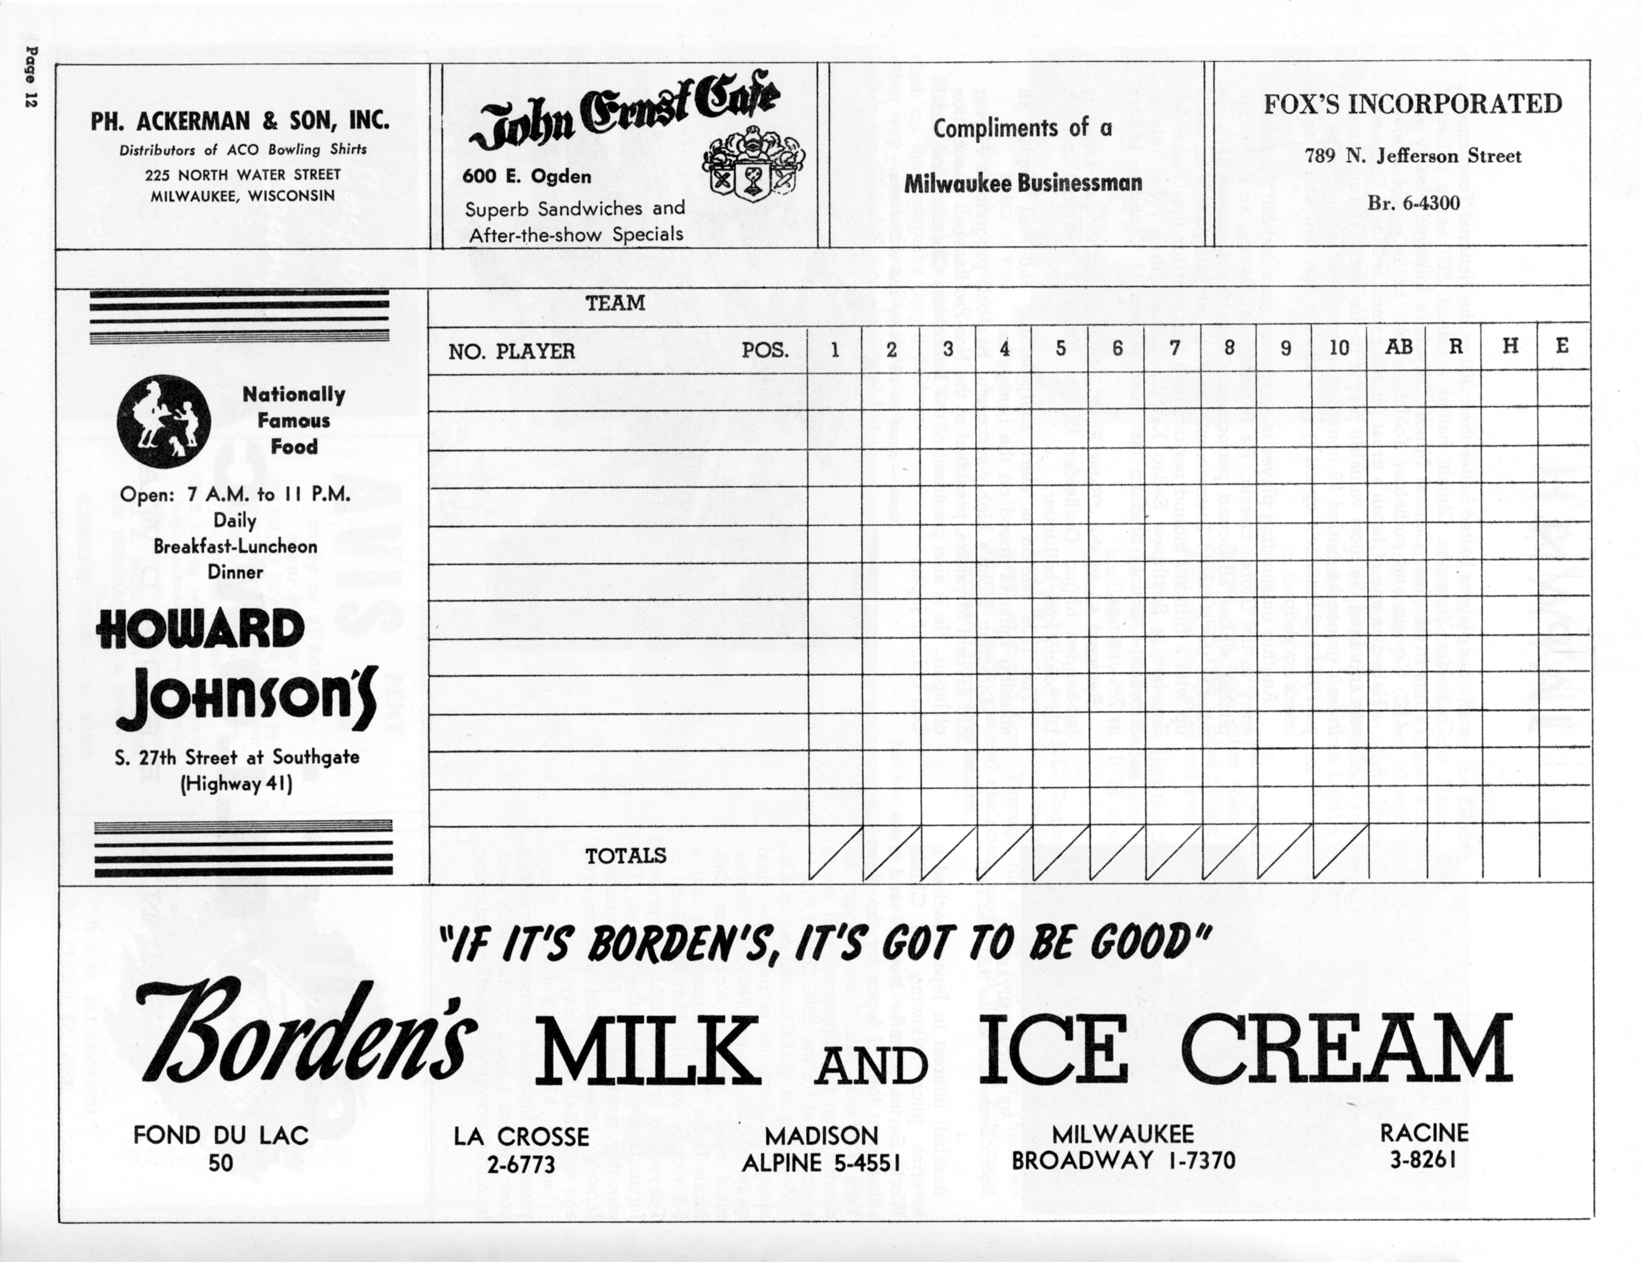 Page 12
PH. ACKERMAN & SON, INC.
Distributors of ACO Bowling Shirts
225 NORTH WATER STREET
MILWAUKEE, WISCONSIN
John Ernst Cafe
600 E. Ogden
Superb Sandwiches and
After-the-show Specials
Compliments of a
Milwaukee Businessman
FOX'S INCORPORATED
789 N. Jefferson Street
Br. 6-4300
Nationally
Famous
Food
Open: 7 A.M. to 11 P.M.
Daily
Breakfast-Luncheon
Dinner
HOWARD
JOHNSON'S
S. 27th Street at Southgate
(Highway 41)
TEAM
NO. PLAYER POS. 1 2 3 4 5 6 7 8 9 10 AB R H E
TOTALS
"IF IT'S BORDEN'S, IT'S GOT TO BE GOOD"
Borden's MILK AND ICE CREAM
FOND DU LAC
50
LA CROSSE
2-6773
MADISON
ALPINE 5-4551
MILWAUKEE
BROADWAY 1-7370
RACINE
3-8261